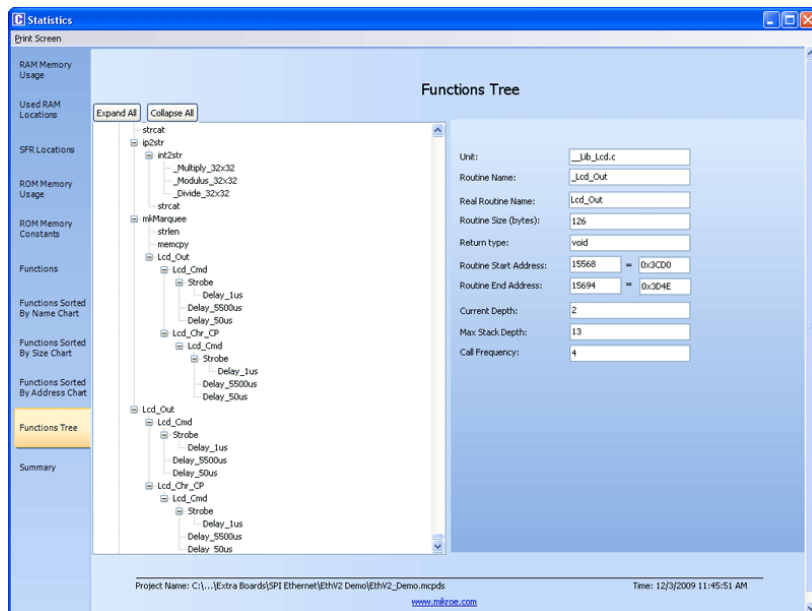 Statistics
Print Screen
RAM Memory
Usage
Used RAM
Locations
SFR Locations
ROM Memory
Usage
ROM Memory
Constants
Functions
Functions Sorted
By Name Chart
Functions Sorted
By Size Chart
Functions Sorted
By Address Chart
Functions Tree
Summary
Functions Tree
Expand All Collapse All
strcat
ip2str
int2str
_Multiply_32x32
_Modulus_32x32
_Divide_32x32
strcat
mkMarquee
strlen
memcpy
Lcd_Out
Lcd_Cmd
Strobe
Delay_1us
Delay_5500us
Delay_50us
Lcd_Chr_CP
Lcd_Cmd
Strobe
Delay_1us
Delay_5500us
Delay_50us
Lcd_Out
Lcd_Cmd
Strobe
Delay_1us
Delay_5500us
Delay_50us
Lcd_Chr_CP
Lcd_Cmd
Strobe
Delay_1us
Delay_5500us
Delay_50us
Unit: __Lib_Lcd.c
Routine Name: _Lcd_Out
Real Routine Name: Lcd_Out
Routine Size (bytes): 126
Return type: void
Routine Start Address: 15568 = 0x3CD0
Routine End Address: 15694 = 0x3D4E
Current Depth: 2
Max Stack Depth: 13
Call Frequency: 4
Project Name: C:\...\Extra Boards\SPI Ethernet\EthV2 Demo\EthV2_Demo.mcpds Time: 12/3/2009 11:45:51 AM
www.mikroe.com